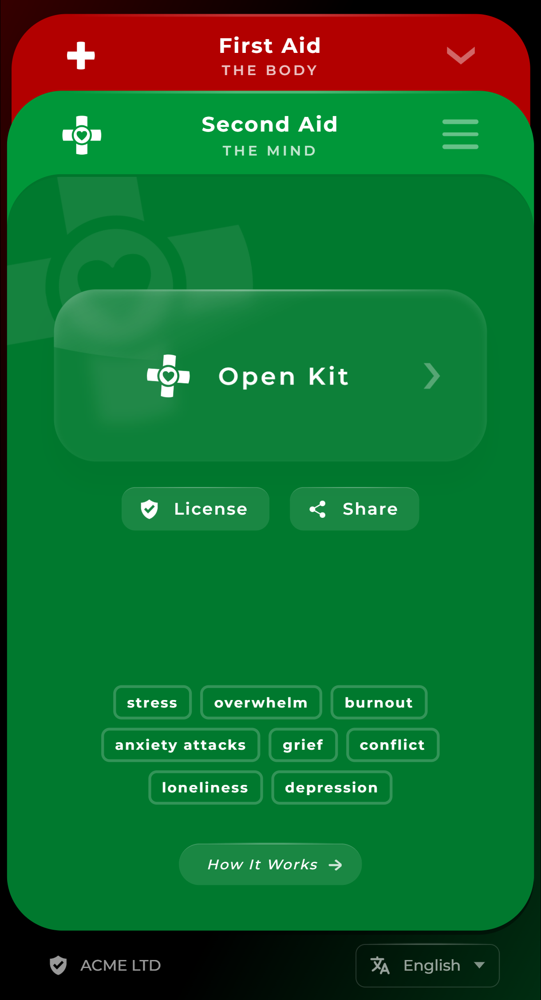 First Aid
THE BODY
Second Aid
THE MIND
Open Kit
License
Share
stress
overwhelm
burnout
anxiety attacks
grief
conflict
loneliness
depression
How It Works
ACME LTD
English